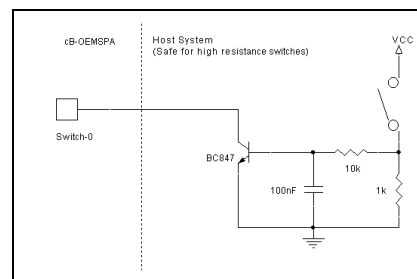 cB-OEMSPA
Host System
(Safe for high resistance switches)
VCC
Switch-0
BC847
10k
100nF
1k